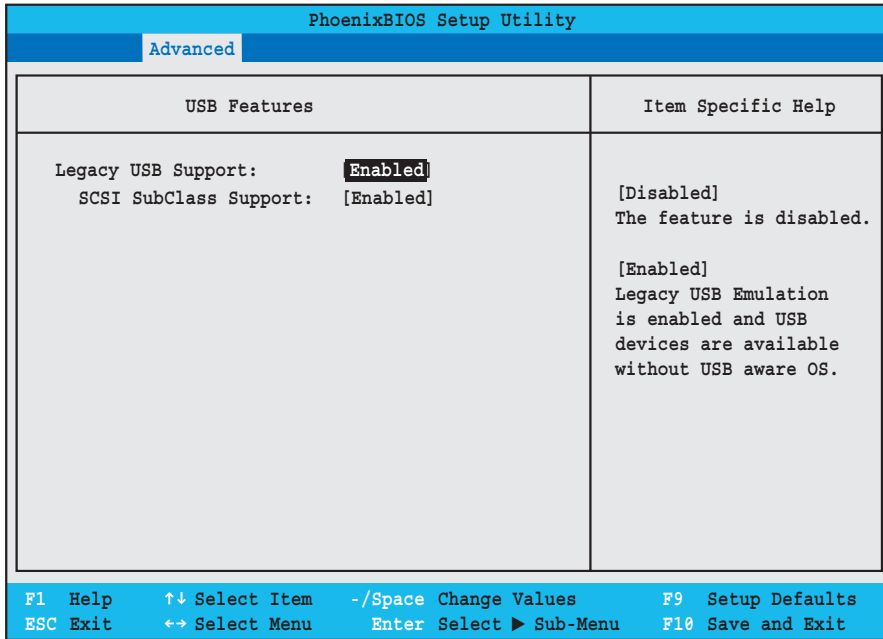 PhoenixBIOS Setup Utility
Advanced
USB Features
Item Specific Help
Legacy USB Support: [Enabled]
SCSI SubClass Support: [Enabled]
[Disabled]
The feature is disabled.
[Enabled]
Legacy USB Emulation
is enabled and USB
devices are available
without USB aware OS.
F1 Help ↑↓ Select Item -/Space Change Values F9 Setup Defaults
ESC Exit ←→ Select Menu Enter Select ▶ Sub-Menu F10 Save and Exit